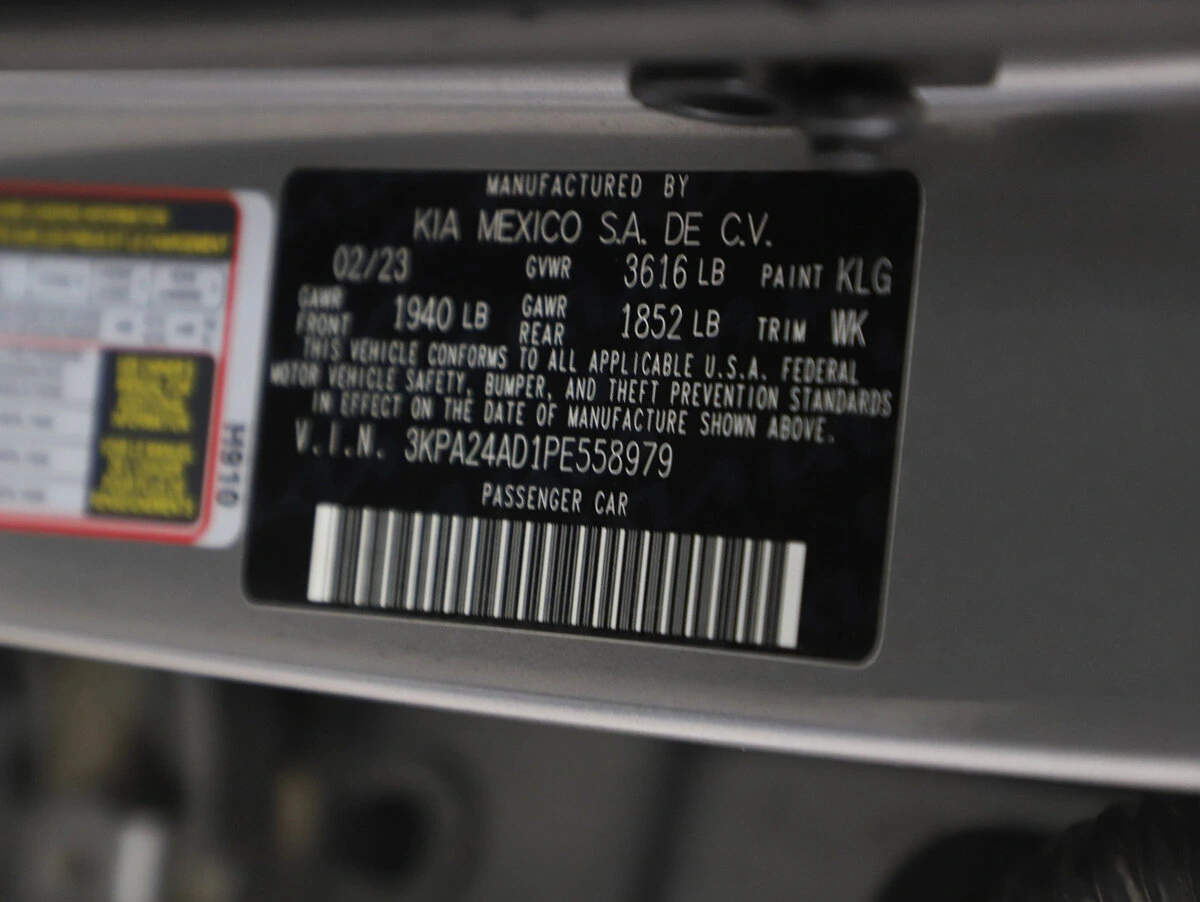 MANUFACTURED BY
KIA MEXICO S.A. DE C.V.
02/23 GVWR 3616 LB PAINT KLG
GAWR FRONT 1940 LB GAWR REAR 1852 LB TRIM WK
THIS VEHICLE CONFORMS TO ALL APPLICABLE U.S.A. FEDERAL
MOTOR VEHICLE SAFETY, BUMPER, AND THEFT PREVENTION STANDARDS
IN EFFECT ON THE DATE OF MANUFACTURE SHOWN ABOVE.
V.I.N. 3KPA24AD1PE558979
PASSENGER CAR
H910